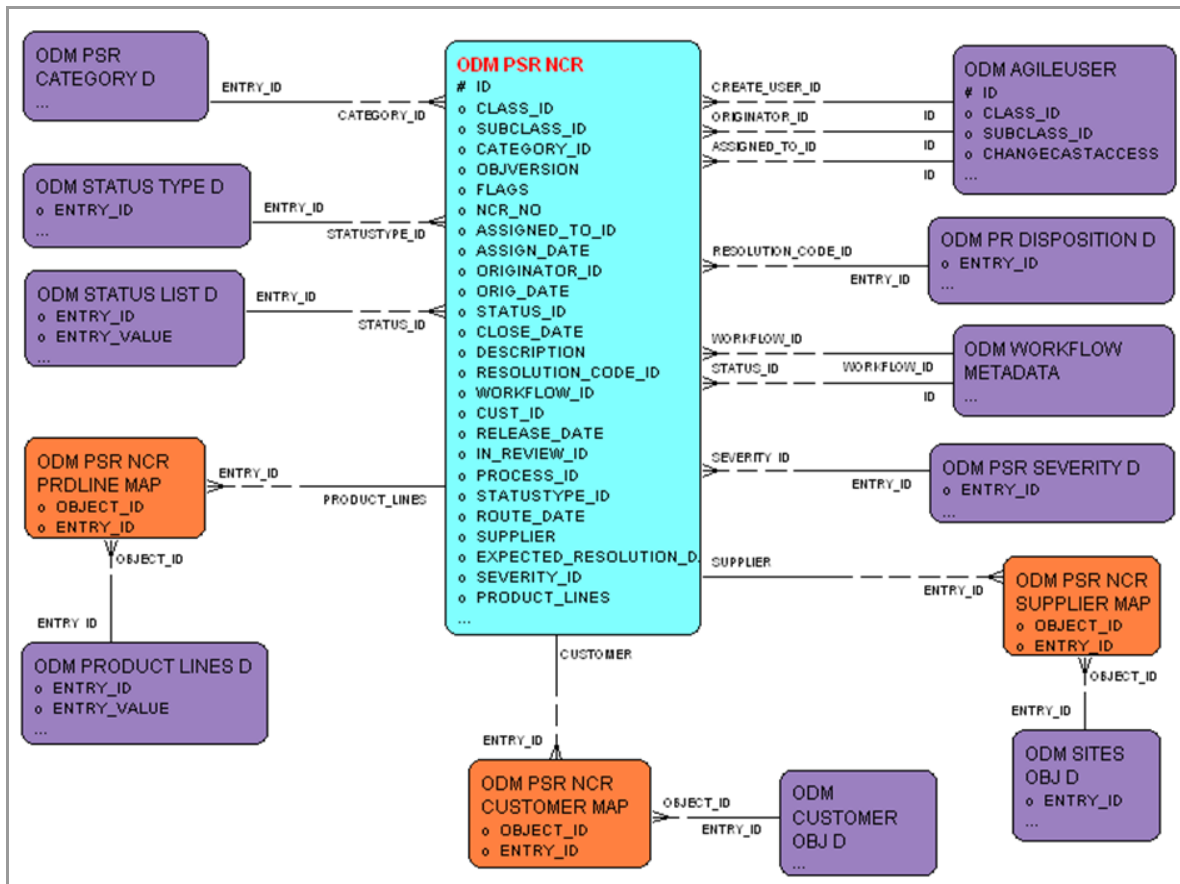 ODM PSR
CATEGORY D
...
ENTRY_ID
CATEGORY_ID
ODM STATUS TYPE D
o ENTRY_ID
...
ENTRY_ID
STATUSTYPE_ID
ODM STATUS LIST D
o ENTRY_ID
o ENTRY_VALUE
...
ENTRY_ID
STATUS_ID
ODM PSR NCR
PRDLINE MAP
o OBJECT_ID
o ENTRY_ID
ENTRY_ID
PRODUCT_LINES
OBJECT_ID
ENTRY_ID
ODM PRODUCT LINES D
o ENTRY_ID
o ENTRY_VALUE
...
ODM PSR NCR
# ID
o CLASS_ID
o SUBCLASS_ID
o CATEGORY_ID
o OBJVERSION
o FLAGS
o NCR_NO
o ASSIGNED_TO_ID
o ASSIGN_DATE
o ORIGINATOR_ID
o ORIG_DATE
o STATUS_ID
o CLOSE_DATE
o DESCRIPTION
o RESOLUTION_CODE_ID
o WORKFLOW_ID
o CUST_ID
o RELEASE_DATE
o IN_REVIEW_ID
o PROCESS_ID
o STATUSTYPE_ID
o ROUTE_DATE
o SUPPLIER
o EXPECTED_RESOLUTION_D.
o SEVERITY_ID
o PRODUCT_LINES
...
CREATE_USER_ID
ID
ORIGINATOR_ID
ID
ASSIGNED_TO_ID
ID
ODM AGILEUSER
# ID
o CLASS_ID
o SUBCLASS_ID
o CHANGECASTACCESS
...
RESOLUTION_CODE_ID
ENTRY_ID
ODM PR DISPOSITION D
o ENTRY_ID
...
WORKFLOW_ID
WORKFLOW_ID
STATUS_ID
ID
ODM WORKFLOW
METADATA
...
SEVERITY_ID
ENTRY_ID
ODM PSR SEVERITY D
o ENTRY_ID
...
SUPPLIER
ENTRY_ID
ODM PSR NCR
SUPPLIER MAP
o OBJECT_ID
o ENTRY_ID
OBJECT_ID
ENTRY_ID
ODM SITES
OBJ D
o ENTRY_ID
...
CUSTOMER
ENTRY_ID
ODM PSR NCR
CUSTOMER MAP
o OBJECT_ID
o ENTRY_ID
OBJECT_ID
ENTRY_ID
ODM
CUSTOMER
OBJ D
...